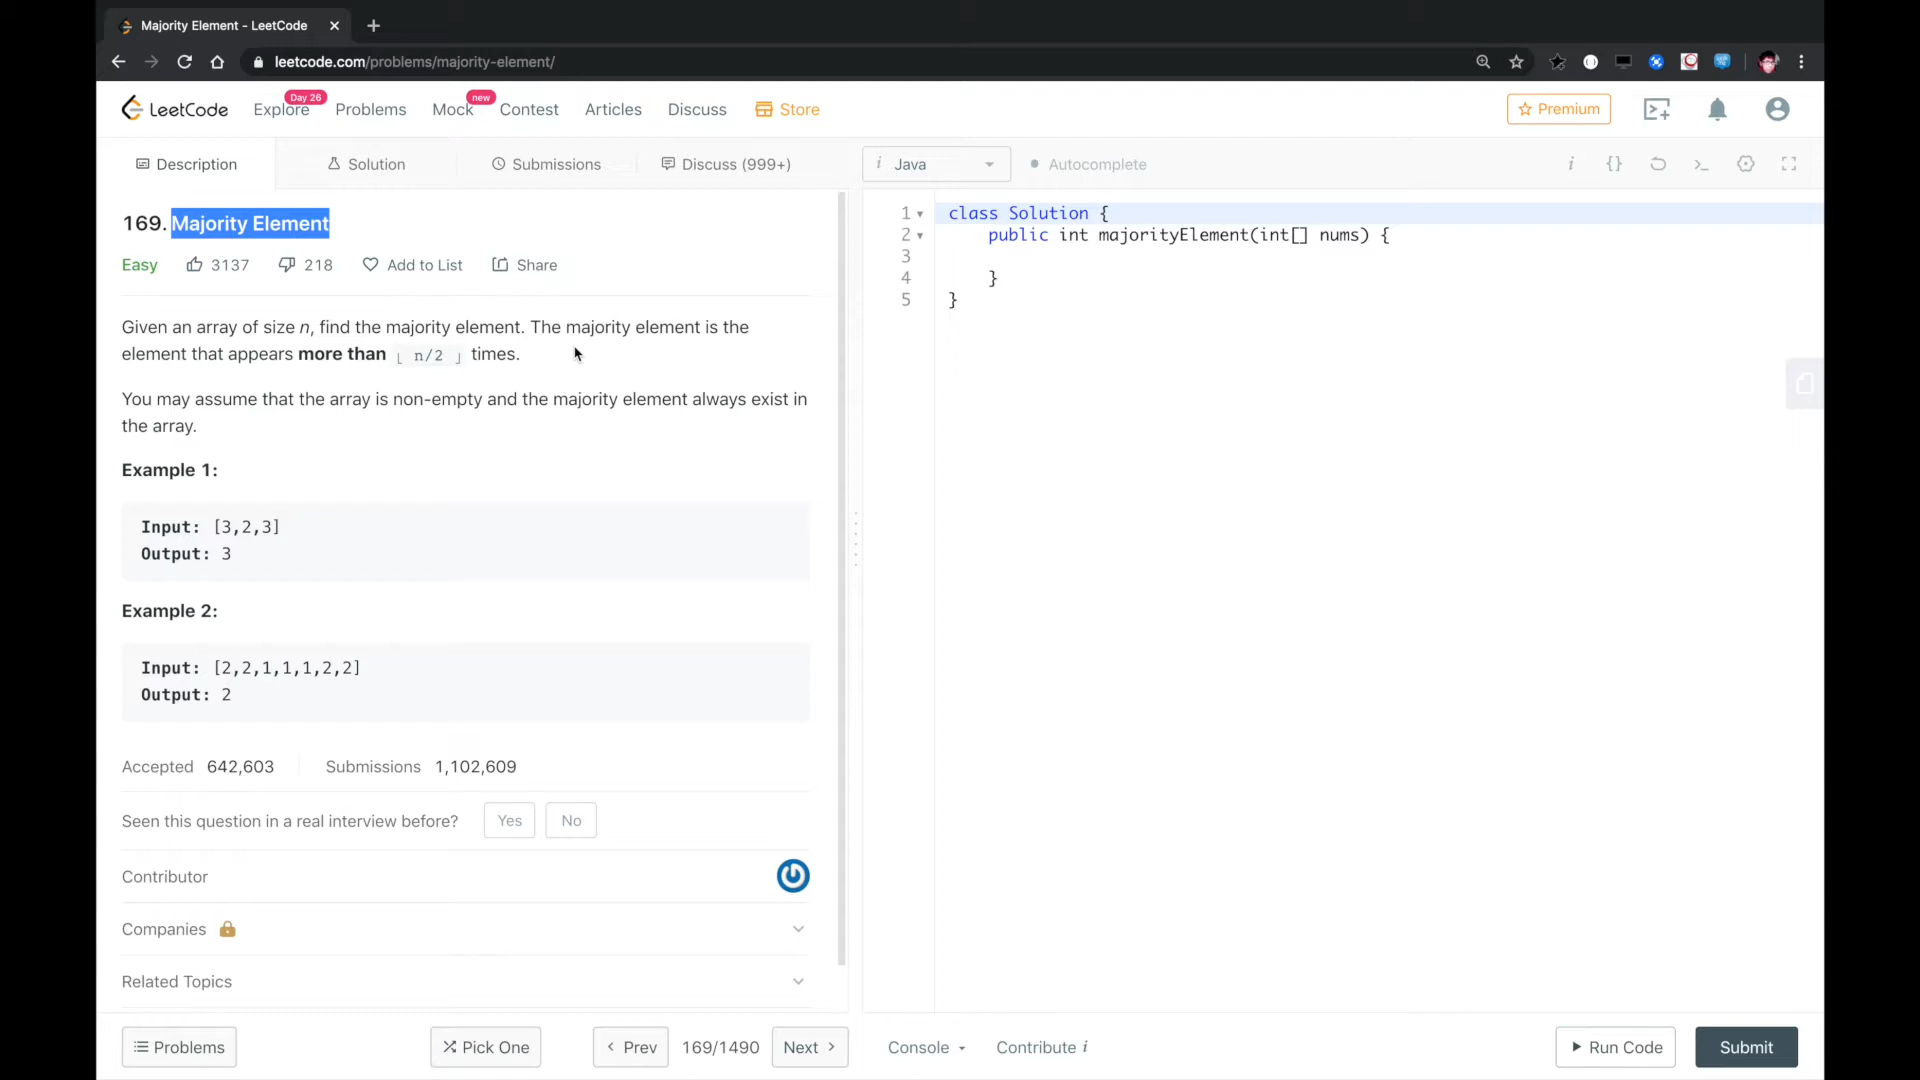 Majority Element - LeetCode
leetcode.com/problems/majority-element/
LeetCode Explore Day 26 Problems Mock new Contest Articles Discuss Store Premium
Description Solution Submissions Discuss (999+)
i Java Autocomplete i {} >_
169. Majority Element
Easy 3137 218 Add to List Share
Given an array of size n, find the majority element. The majority element is the
element that appears more than ⌊ n/2 ⌋ times.
You may assume that the array is non-empty and the majority element always exist in
the array.
Example 1:
Input: [3,2,3]
Output: 3
Example 2:
Input: [2,2,1,1,1,2,2]
Output: 2
Accepted 642,603 Submissions 1,102,609
Seen this question in a real interview before? Yes No
Contributor
Companies
Related Topics
1 class Solution {
2 public int majorityElement(int[] nums) {
3
4 }
5 }
Problems Pick One Prev 169/1490 Next Console Contribute i Run Code Submit